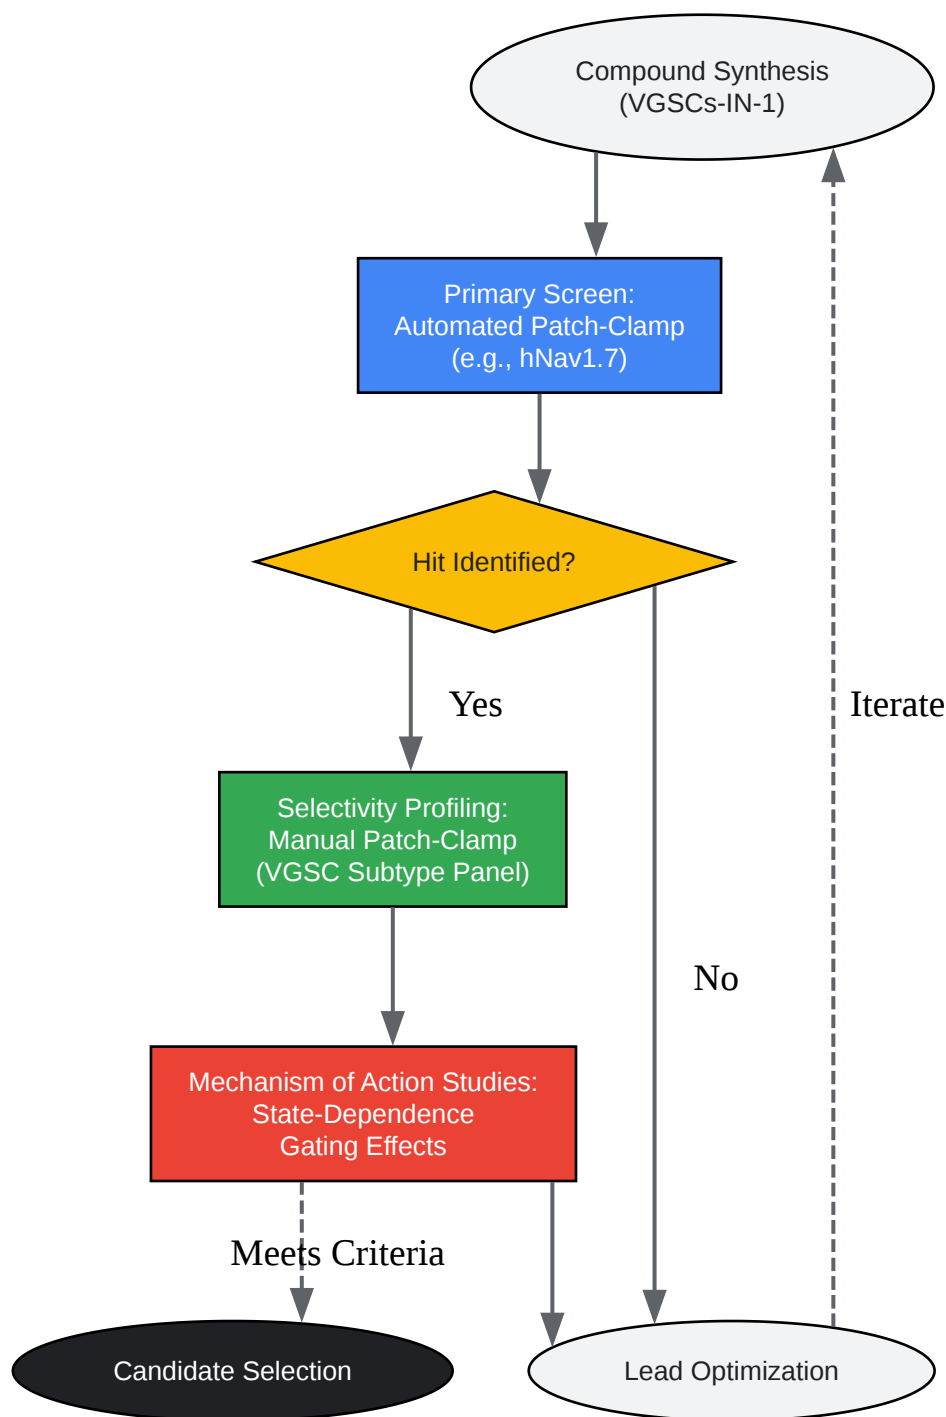 Compound Synthesis
(VGSCs-IN-1)
Primary Screen:
Automated Patch-Clamp
(e.g., hNav1.7)
Hit Identified?
Yes
Iterate
Selectivity Profiling:
Manual Patch-Clamp
(VGSC Subtype Panel)
No
Mechanism of Action Studies:
State-Dependence
Gating Effects
Meets Criteria
Candidate Selection
Lead Optimization